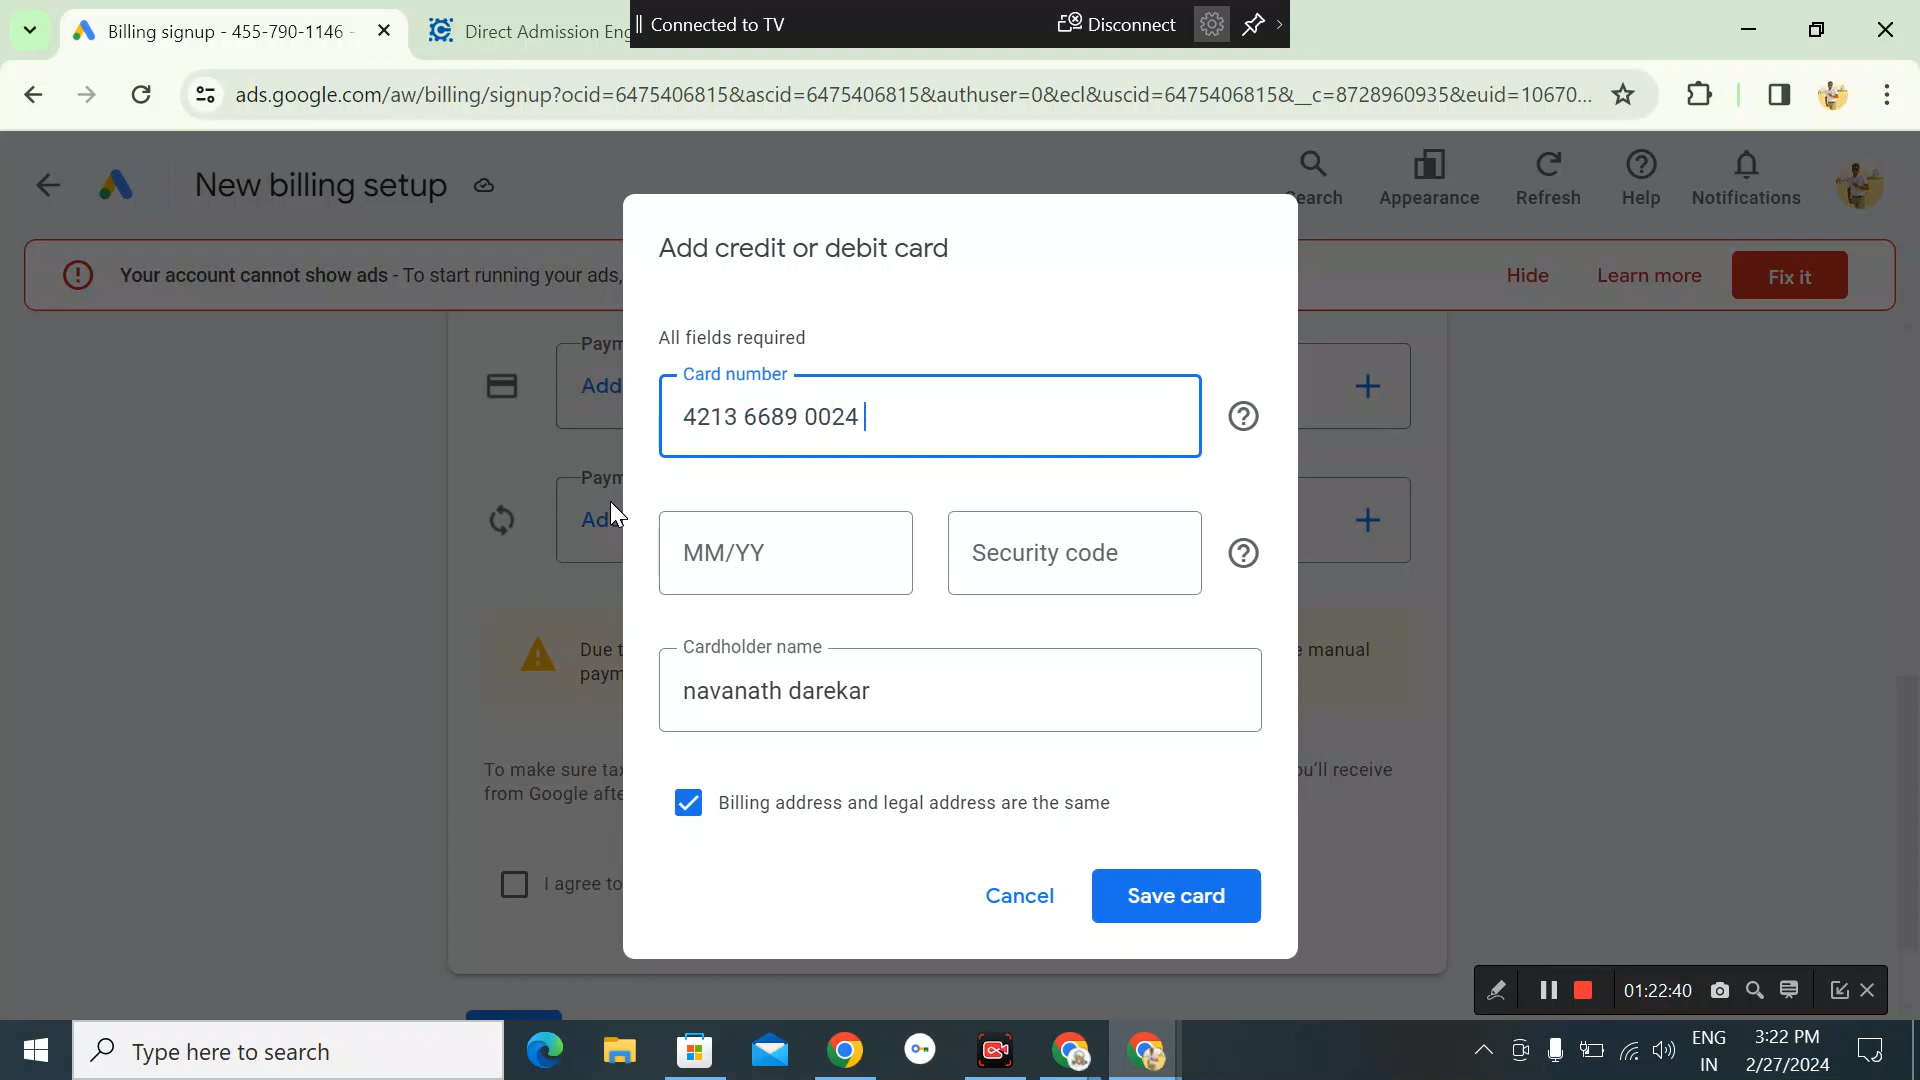 Billing signup - 455-790-1146 -
Direct Admission Eng
Connected to TV
Disconnect
ads.google.com/aw/billing/signup?ocid=6475406815&ascid=6475406815&authuser=0&ecl&uscid=6475406815&__c=8728960935&euid=10670...
New billing setup
earch
Appearance
Refresh
Help
Notifications
Your account cannot show ads - To start running your ads,
Hide
Learn more
Fix it
Add credit or debit card
All fields required
Card number
4213 6689 0024
MM/YY
Security code
Cardholder name
navanath darekar
Billing address and legal address are the same
Cancel
Save card
Paym
Add
Paym
Ad
Due t
e manual
paym
To make sure tax
ou'll receive
from Google afte
I agree to
01:22:40
Type here to search
ENG
IN
3:22 PM
2/27/2024